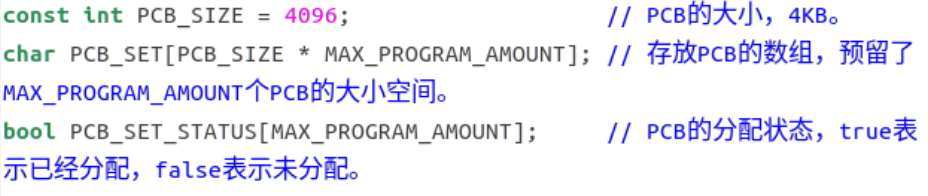 const int PCB_SIZE = 4096;                   // PCB的大小，4KB。
char PCB_SET[PCB_SIZE * MAX_PROGRAM_AMOUNT]; // 存放PCB的数组，预留了
MAX_PROGRAM_AMOUNT个PCB的大小空间。
bool PCB_SET_STATUS[MAX_PROGRAM_AMOUNT];     // PCB的分配状态，true表
示已经分配，false表示未分配。